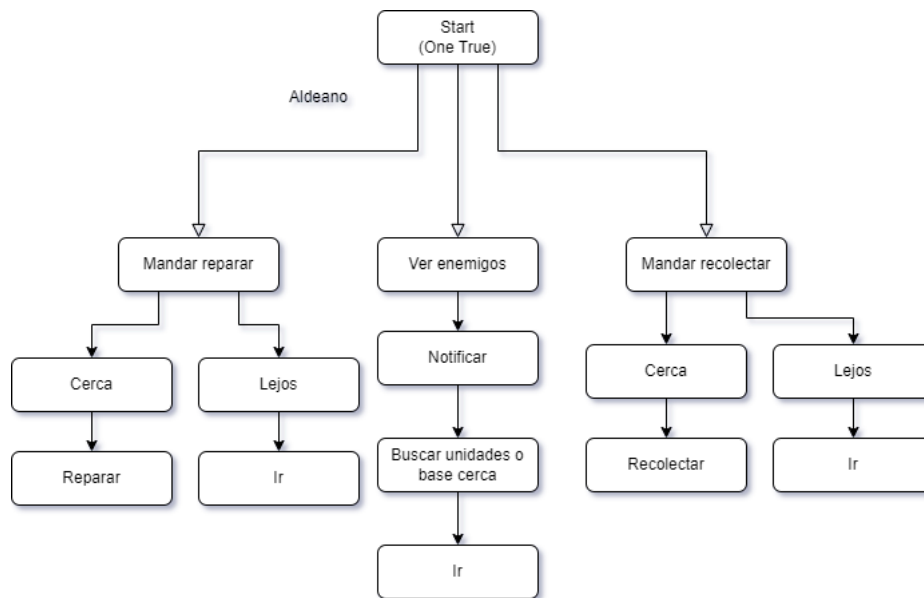 Start
(One True)
Aldeano
Mandar reparar
Ver enemigos
Mandar recolectar
Cerca
Lejos
Notificar
Cerca
Lejos
Reparar
Ir
Buscar unidades o
base cerca
Recolectar
Ir
Ir